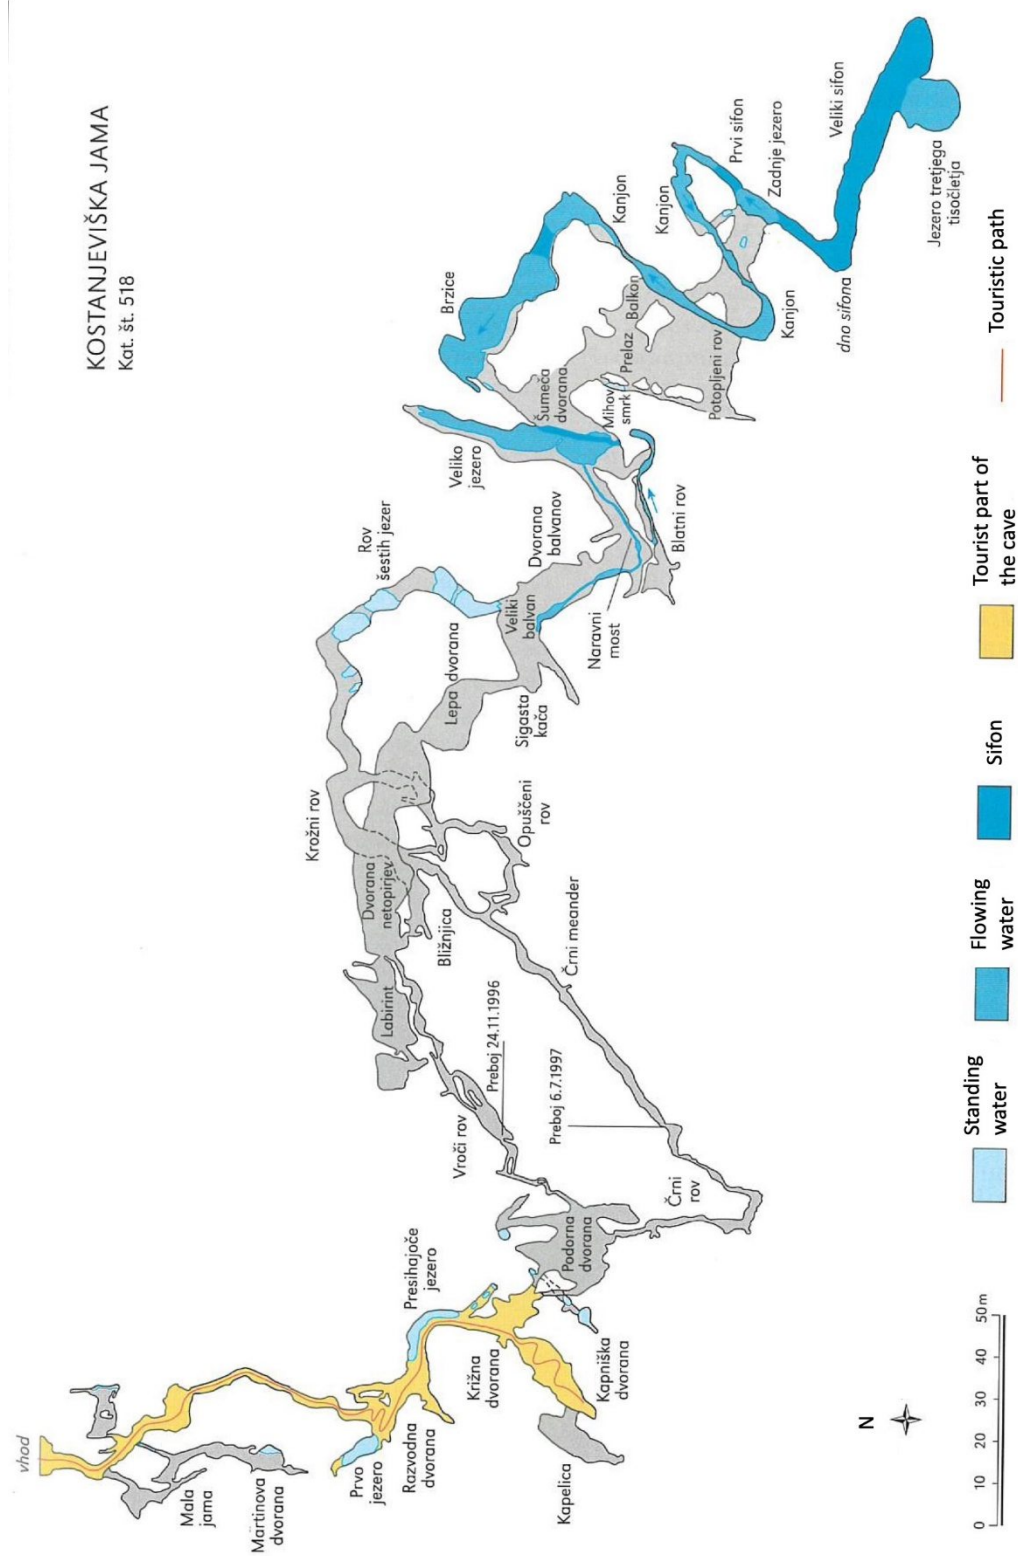 KOSTANJEVIŠKA JAMA
Kat. št. 518
vhod
Mala
jama
Martinova
dvorana
Prvo
jezero
Razvodna
dvorana
Presihajoče
jezero
Križna
dvorana
Kapniška
dvorana
Kapelica
Podorna
dvorana
Črni
rov
Vroči rov
Preboj 24.11.1996
Preboj 6.7.1997
Črni meander
Labirint
Dvorana
netopirjev
Bližnjica
Krožni rov
Opuščeni
rov
Lepa dvorana
Sigasta
kača
Rov
šestih jezer
Veliki
balvan
Dvorana
balvanov
Naravni
most
Blatni rov
Veliko
jezero
Šumeča
dvorana
Mihov
smrk
Prelaz
Balkon
Potopljeni rov
Brzice
Kanjon
Kanjon
Kanjon
Prvi sifon
Zadnje jezero
dno sifona
Veliki sifon
Jezero tretjega
tisočletja
N
0 10 20 30 40 50 m
Standing
water
Flowing
water
Sifon
Tourist part of
the cave
Touristic path